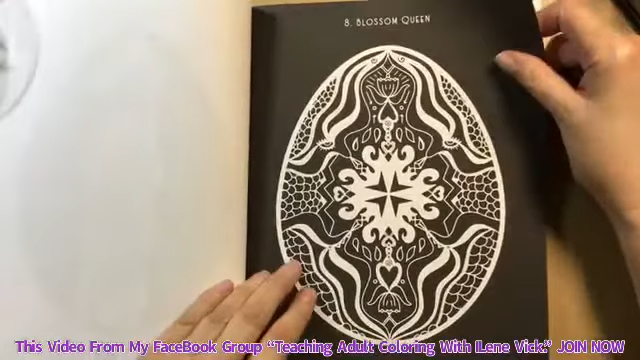 8. Blossom Queen
This Video From My FaceBook Group "Teaching Adult Coloring With ILene Vick." JOIN NOW